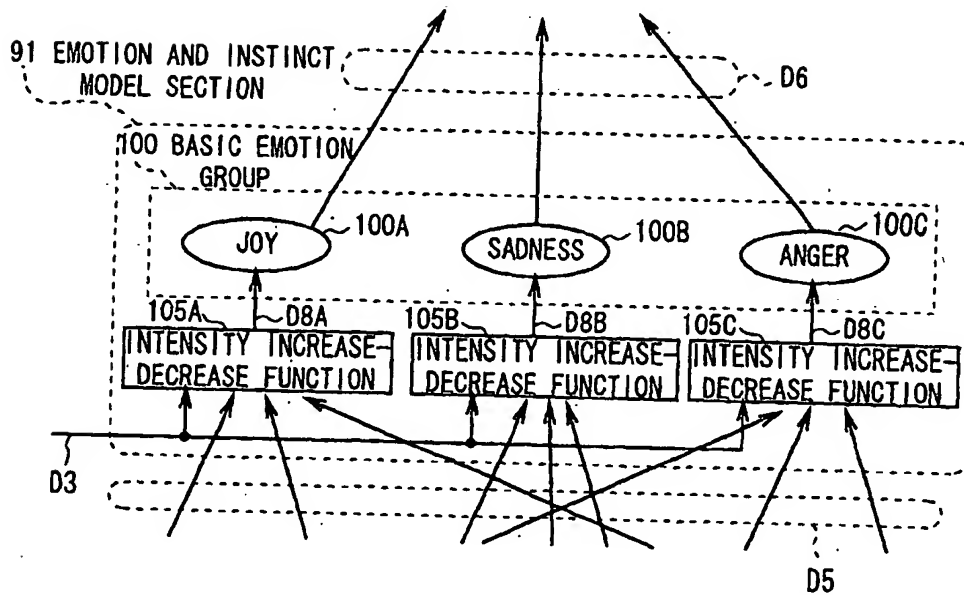 91 EMOTION AND INSTINCT
MODEL SECTION
D6
100 BASIC EMOTION
GROUP
JOY
100A
SADNESS
100B
ANGER
100C
105A
D8A
105B
D8B
105C
D8C
INTENSITY INCREASE-
DECREASE FUNCTION
INTENSITY INCREASE-
DECREASE FUNCTION
INTENSITY INCREASE-
DECREASE FUNCTION
D3
D5